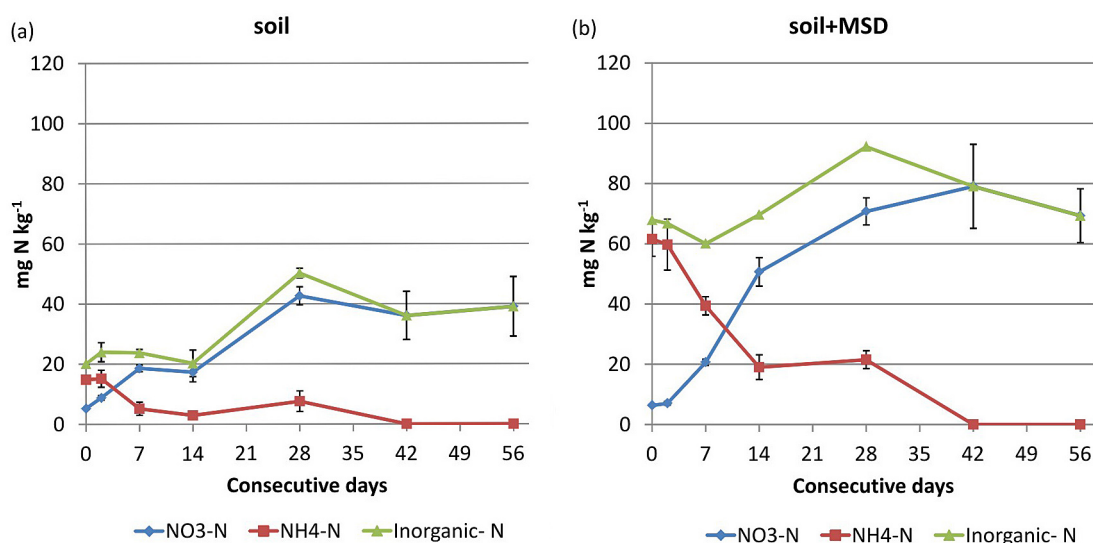 (a)
soil
120
100
80
60
40
20
0
mg N kg-1
0 7 14 21 28 35 42 49 56
Consecutive days
NO3-N NH4-N Inorganic- N
(b)
soil+MSD
120
100
80
60
40
20
0
mg N kg-1
0 7 14 21 28 35 42 49 56
Consecutive days
NO3-N NH4-N Inorganic- N